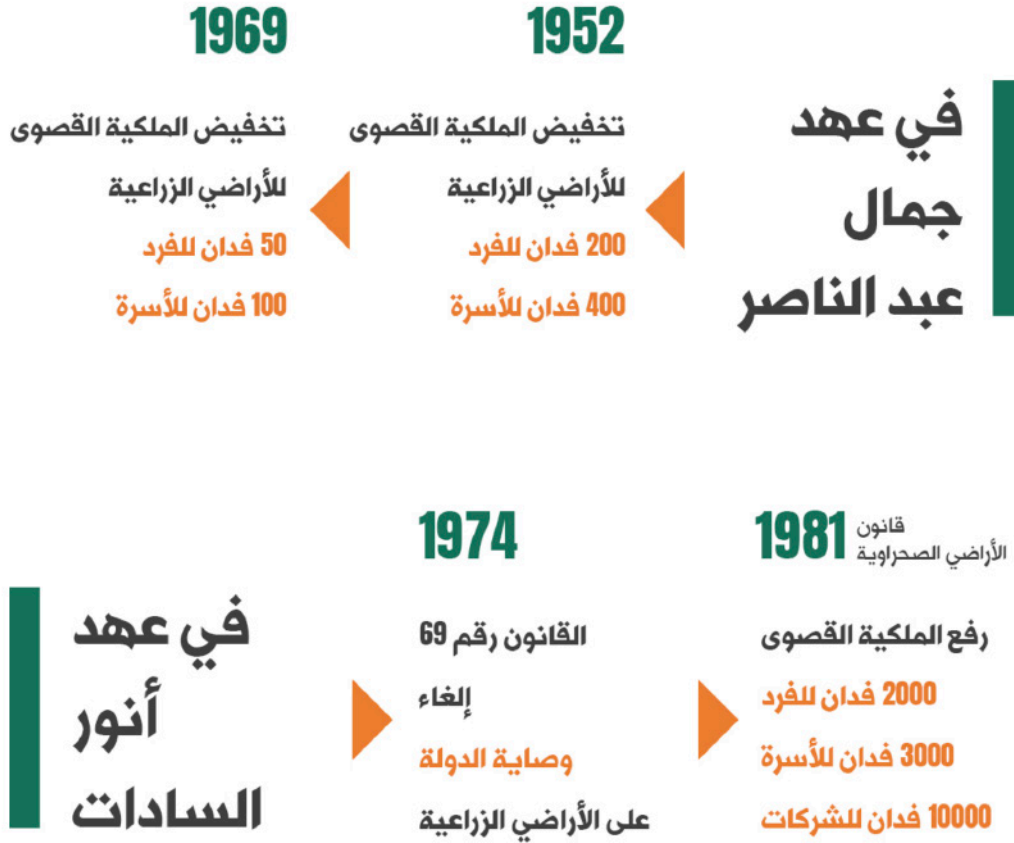 في عهد
جمال
عبد الناصر
1952
تخفيض الملكية القصوى
للأراضي الزراعية
200 فدان للفرد
400 فدان للأسرة
1969
تخفيض الملكية القصوى
للأراضي الزراعية
50 فدان للفرد
100 فدان للأسرة
في عهد
أنور
السادات
1974
القانون رقم 69
إلغاء
وصاية الدولة
على الأراضي الزراعية
1981
قانون
الأراضي الصحراوية
رفع الملكية القصوى
2000 فدان للفرد
3000 فدان للأسرة
10000 فدان للشركات